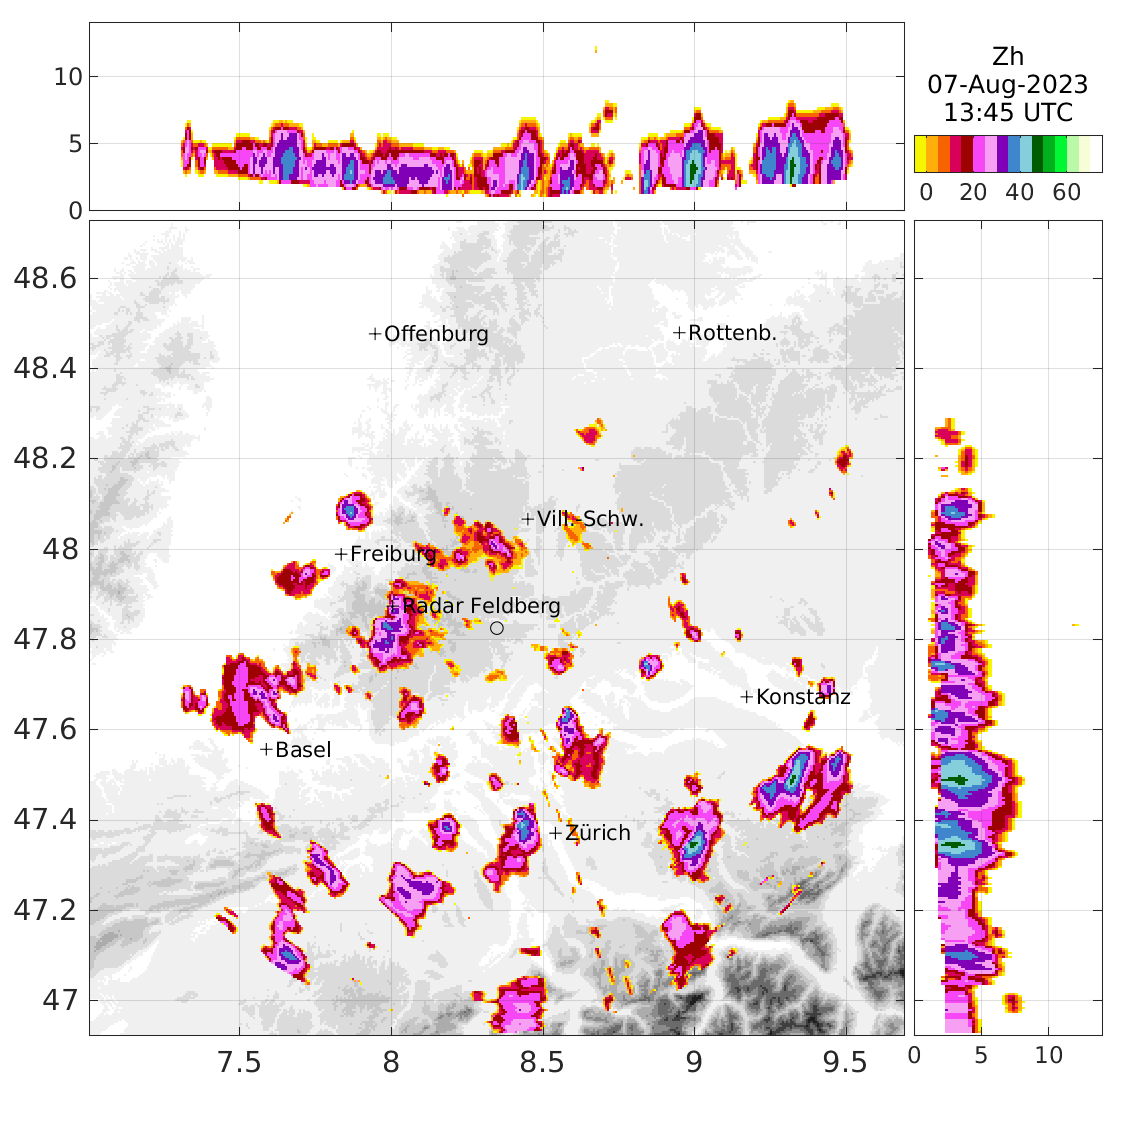 10
5
0
Zh
07-Aug-2023
13:45 UTC
0 20 40 60
48.6
48.4
48.2
48
47.8
47.6
47.4
47.2
47
+Offenburg
+Rottenb.
+Vill.-Schw.
+Freiburg
+Radar Feldberg
+Konstanz
+Basel
+Zürich
7.5 8 8.5 9 9.5
0 5 10